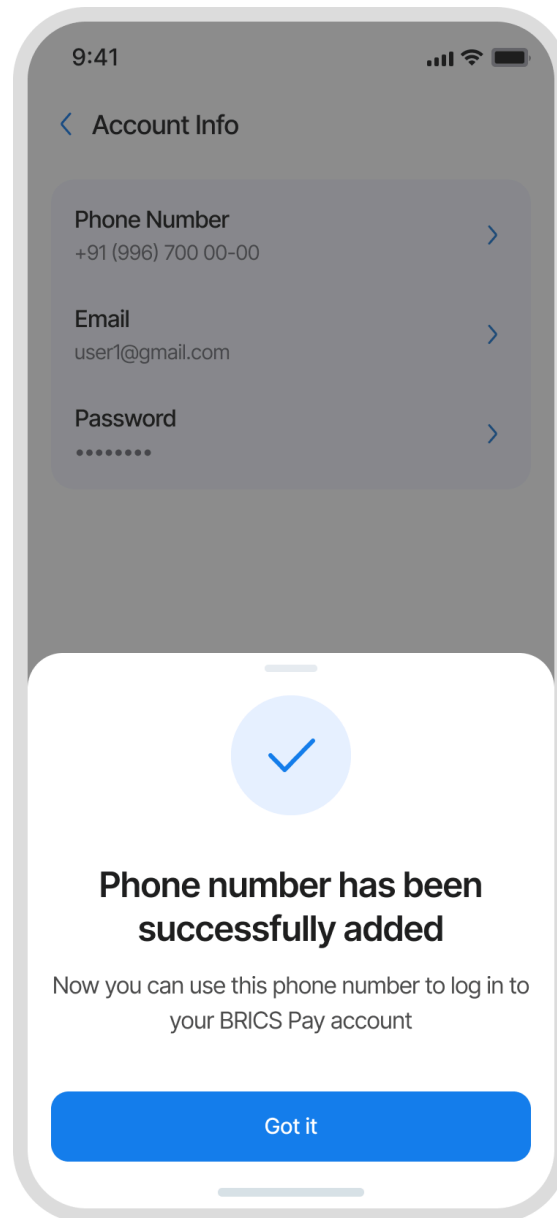 9:41
Account Info
Phone Number
+91 (996) 700 00-00
Email
user1@gmail.com
Password
••••••••
Phone number has been
successfully added
Now you can use this phone number to log in to
your BRICS Pay account
Got it